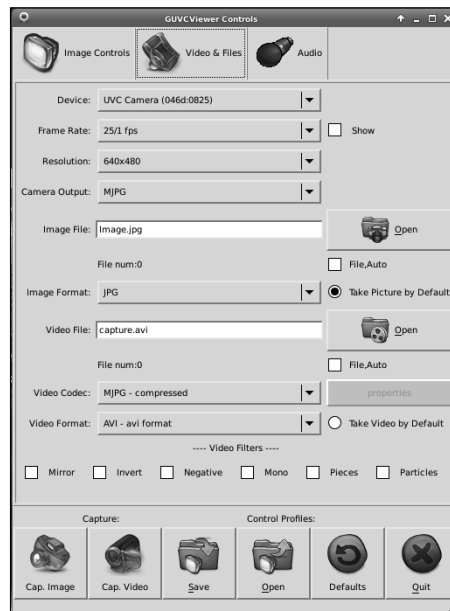 GUVCViewer Controls
Image Controls Video & Files Audio
Device: UVC Camera (046d:0825)
Frame Rate: 25/1 fps Show
Resolution: 640x480
Camera Output: MJPG
Image File: Image.jpg Open
File num:0 File,Auto
Image Format: JPG Take Picture by Default
Video File: capture.avi Open
File num:0 File,Auto
Video Codec: MJPG - compressed properties
Video Format: AVI - avi format Take Video by Default
---- Video Filters ----
Mirror Invert Negative Mono Pieces Particles
Capture: Control Profiles:
Cap. Image Cap. Video Save Open Defaults Quit